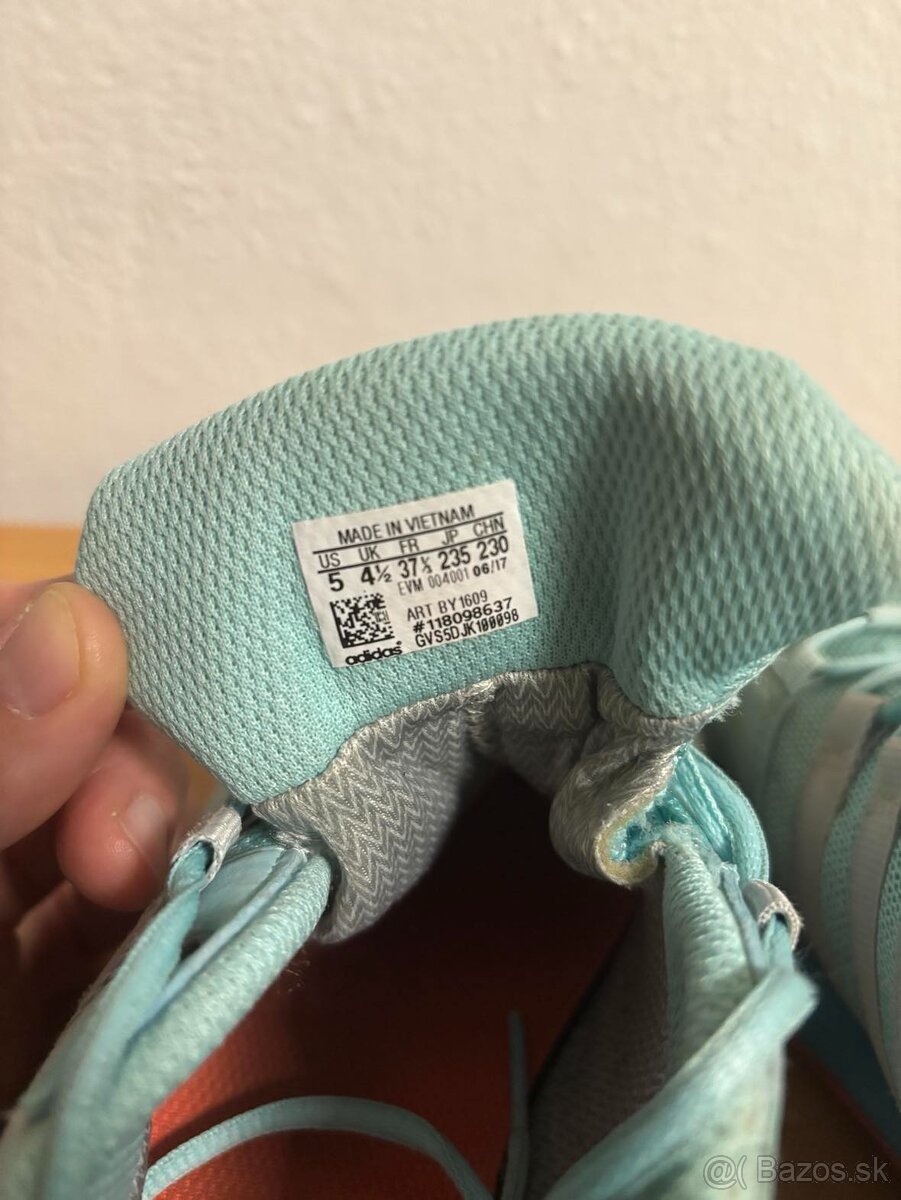 MADE IN VIETNAM
US UK FR JP CHN
5 4½ 37⅓ 235 230
EVM 004001 06/17
ART BY1609
#118098637
GVS5DJK100098
adidas
@( Bazos.sk